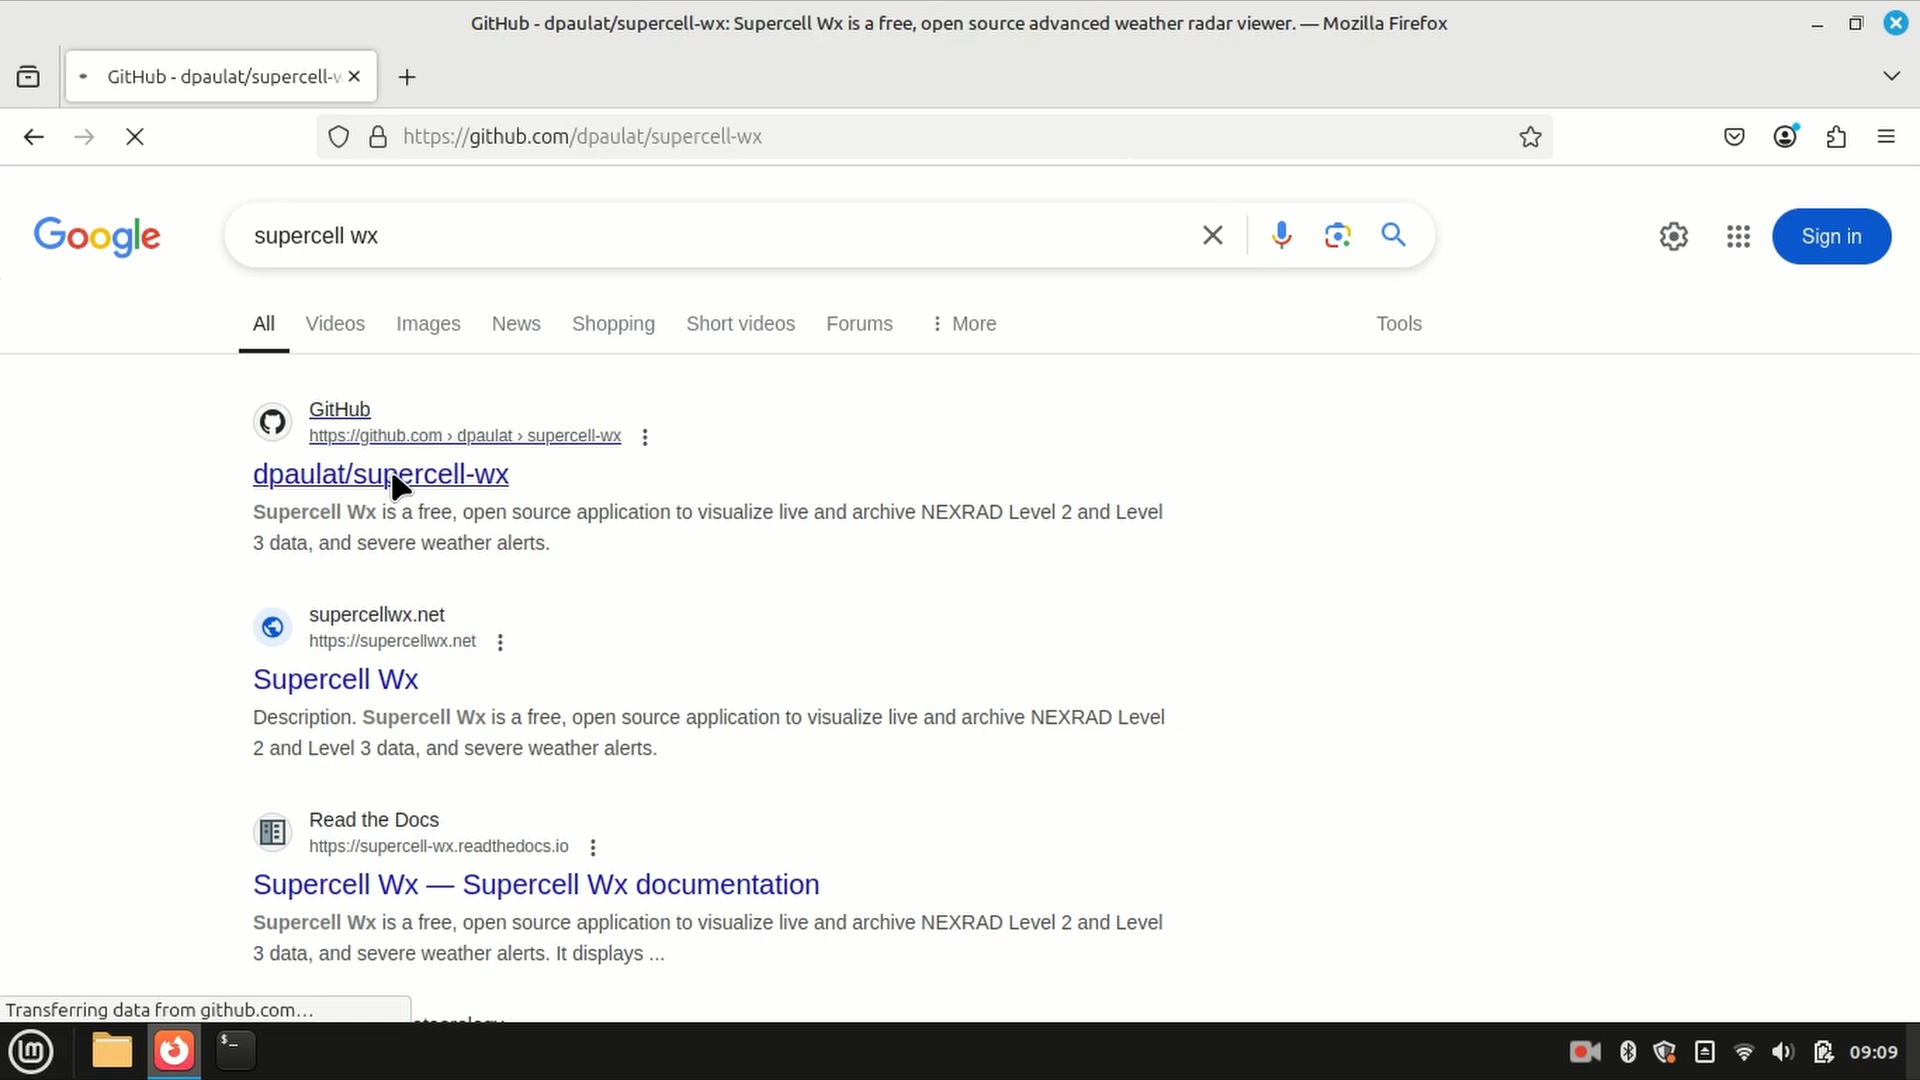 GitHub - dpaulat/supercell-wx: Supercell Wx is a free, open source advanced weather radar viewer. — Mozilla Firefox
GitHub - dpaulat/supercell-w
https://github.com/dpaulat/supercell-wx
Google
supercell wx
Sign in
All
Videos
Images
News
Shopping
Short videos
Forums
More
Tools
GitHub
https://github.com › dpaulat › supercell-wx
dpaulat/supercell-wx
Supercell Wx is a free, open source application to visualize live and archive NEXRAD Level 2 and Level
3 data, and severe weather alerts.
supercellwx.net
https://supercellwx.net
Supercell Wx
Description. Supercell Wx is a free, open source application to visualize live and archive NEXRAD Level
2 and Level 3 data, and severe weather alerts.
Read the Docs
https://supercell-wx.readthedocs.io
Supercell Wx — Supercell Wx documentation
Supercell Wx is a free, open source application to visualize live and archive NEXRAD Level 2 and Level
3 data, and severe weather alerts. It displays ...
Transferring data from github.com…
$_
09:09